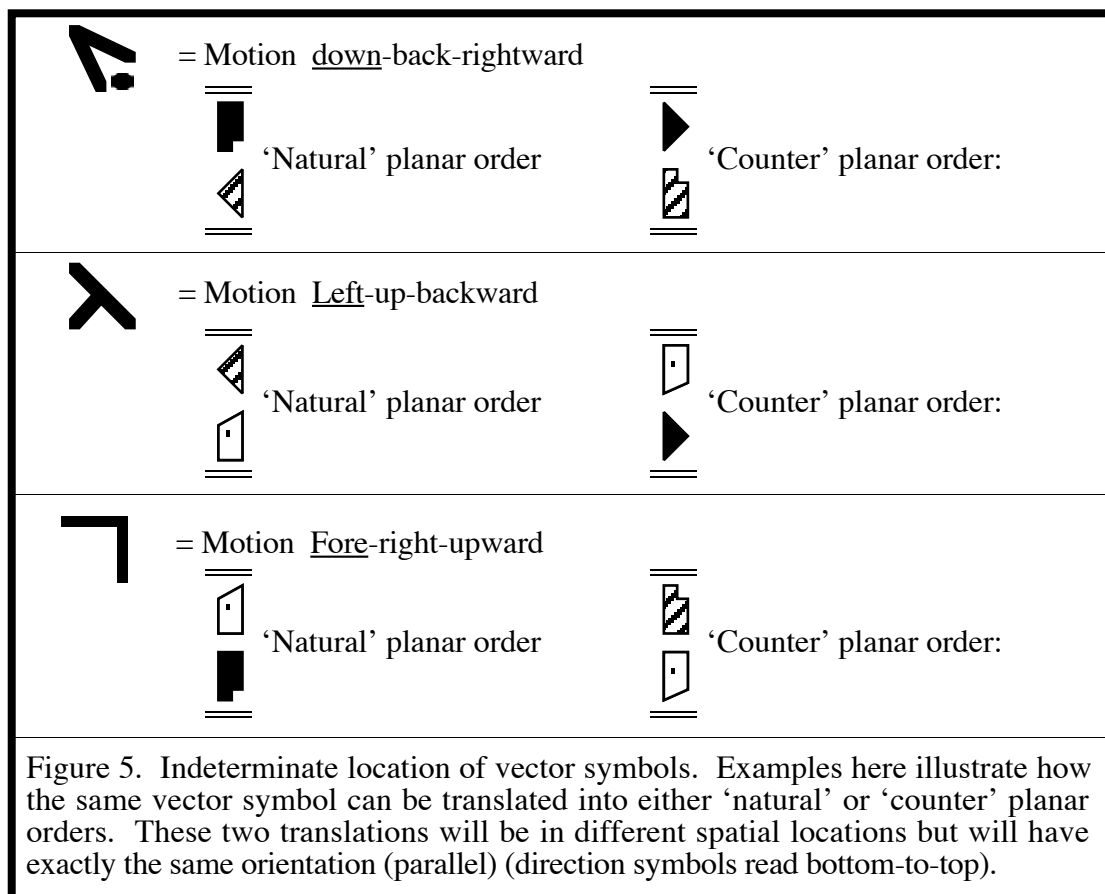 = Motion down-back-rightward
‘Natural’ planar order ‘Counter’ planar order:
= Motion Left-up-backward
‘Natural’ planar order ‘Counter’ planar order:
= Motion Fore-right-upward
‘Natural’ planar order ‘Counter’ planar order:
Figure 5. Indeterminate location of vector symbols. Examples here illustrate how
the same vector symbol can be translated into either ‘natural’ or ‘counter’ planar
orders. These two translations will be in different spatial locations but will have
exactly the same orientation (parallel) (direction symbols read bottom-to-top).